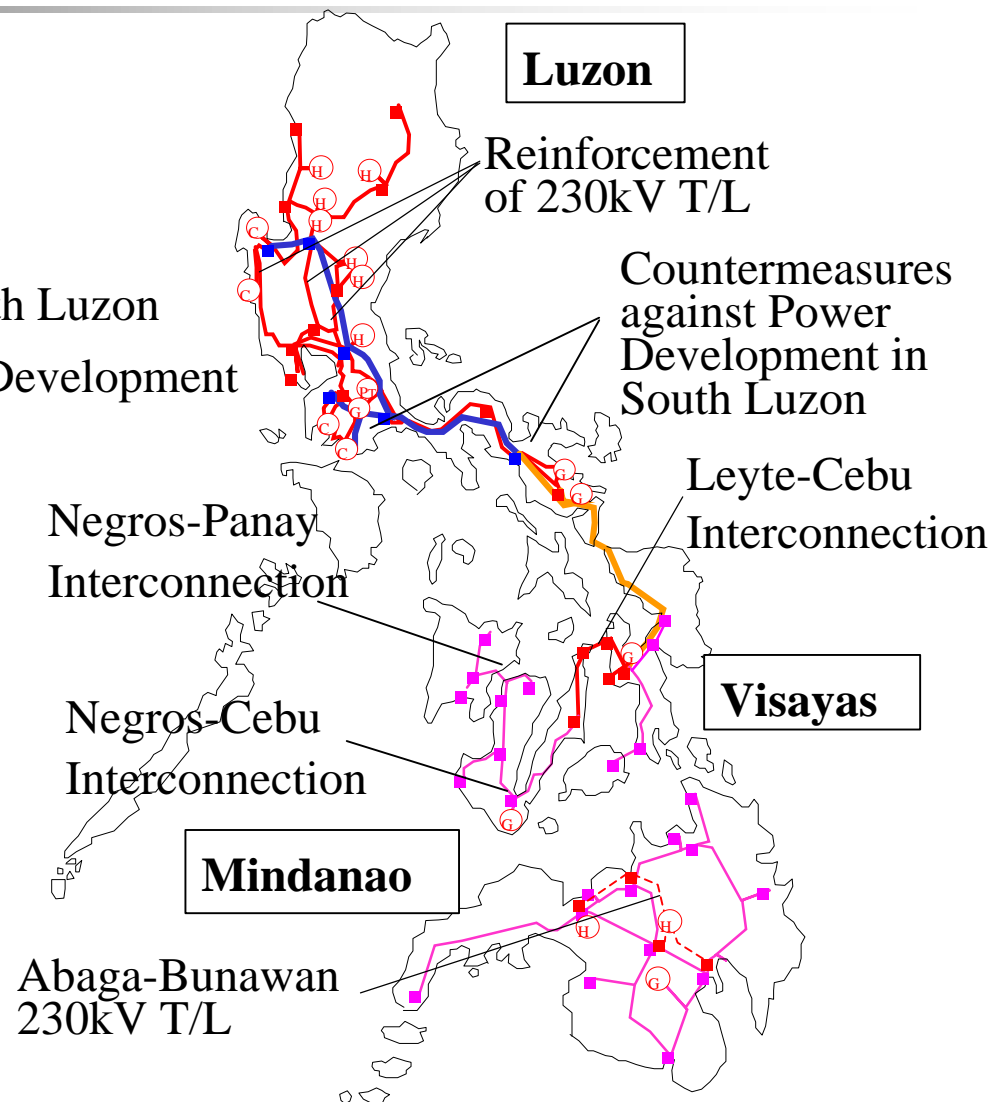 Luzon
Reinforcement
of 230kV T/L
H
H
H
H
C
H
H
C
H
Countermeasures
against Power
Development in
South Luzon
h Luzon
Development
PT
G
C
C
G
G
Leyte-Cebu
Interconnection
Negros-Panay
Interconnection
G
Visayas
Negros-Cebu
Interconnection
G
Mindanao
H
H
G
Abaga-Bunawan
230kV T/L